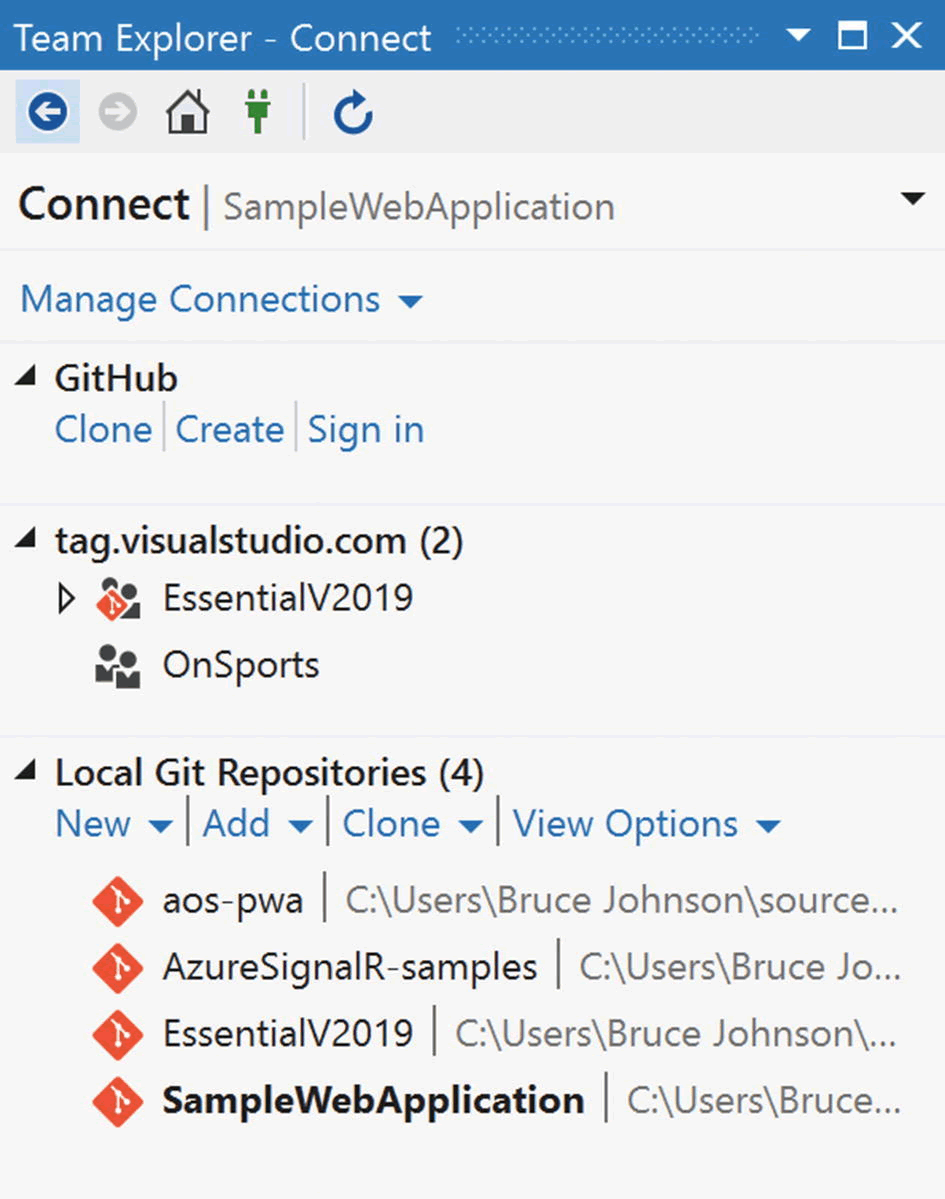 Team Explorer - Connect
Connect | SampleWebApplication
Manage Connections
GitHub
Clone | Create | Sign in
tag.visualstudio.com (2)
EssentialV2019
OnSports
Local Git Repositories (4)
New | Add | Clone | View Options
aos-pwa | C:\Users\Bruce Johnson\source...
AzureSignalR-samples | C:\Users\Bruce Jo...
EssentialV2019 | C:\Users\Bruce Johnson\...
SampleWebApplication | C:\Users\Bruce...